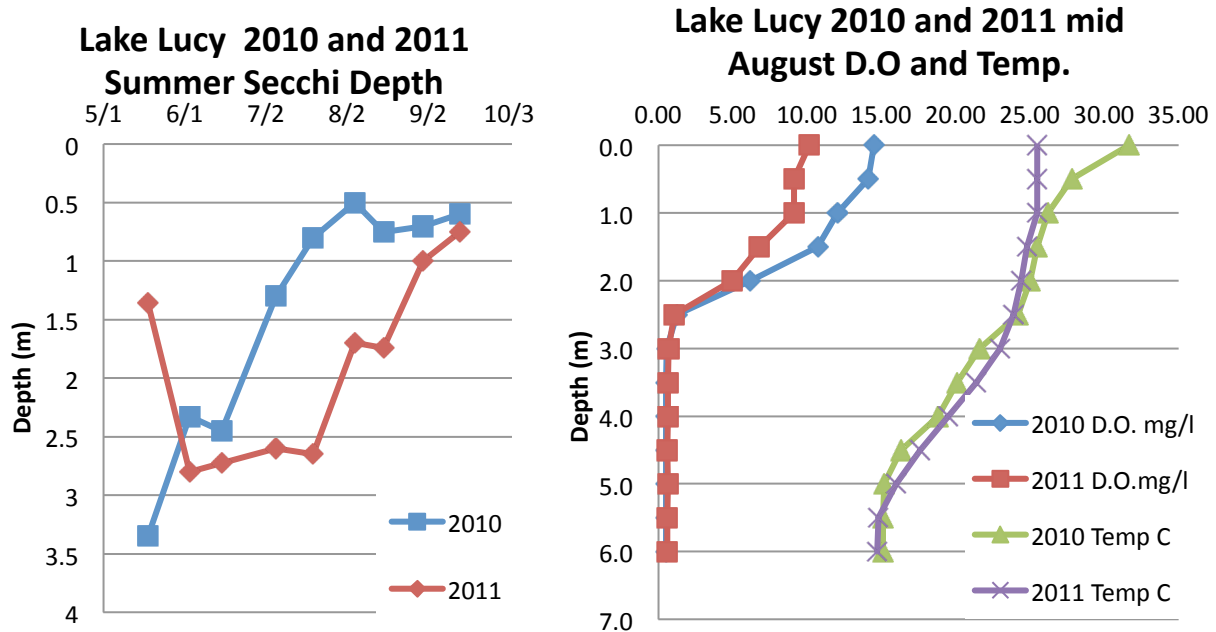 Lake Lucy 2010 and 2011
Summer Secchi Depth
5/1 6/1 7/2 8/2 9/2 10/3
0
0.5
1
1.5
2
2.5
3
3.5
4
Depth (m)
2010
2011
Lake Lucy 2010 and 2011 mid
August D.O and Temp.
0.00 5.00 10.00 15.00 20.00 25.00 30.00 35.00
0.0
1.0
2.0
3.0
4.0
5.0
6.0
7.0
Depth (m)
2010 D.O. mg/l
2011 D.O.mg/l
2010 Temp C
2011 Temp C